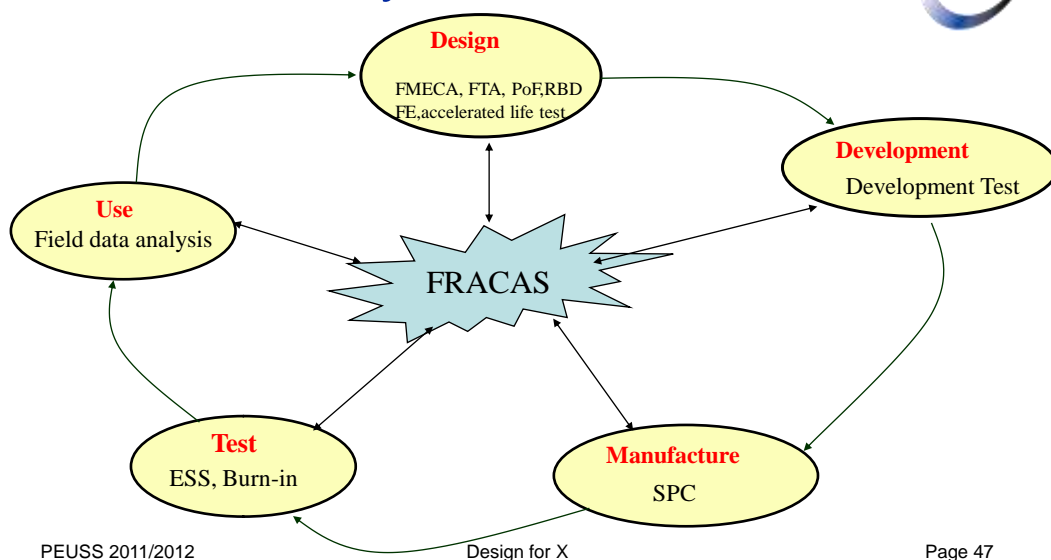 Design
FMECA, FTA, PoF,RBD
FE,accelerated life test
Development
Development Test
Use
Field data analysis
FRACAS
Test
ESS, Burn-in
Manufacture
SPC
PEUSS 2011/2012
Design for X
Page 47